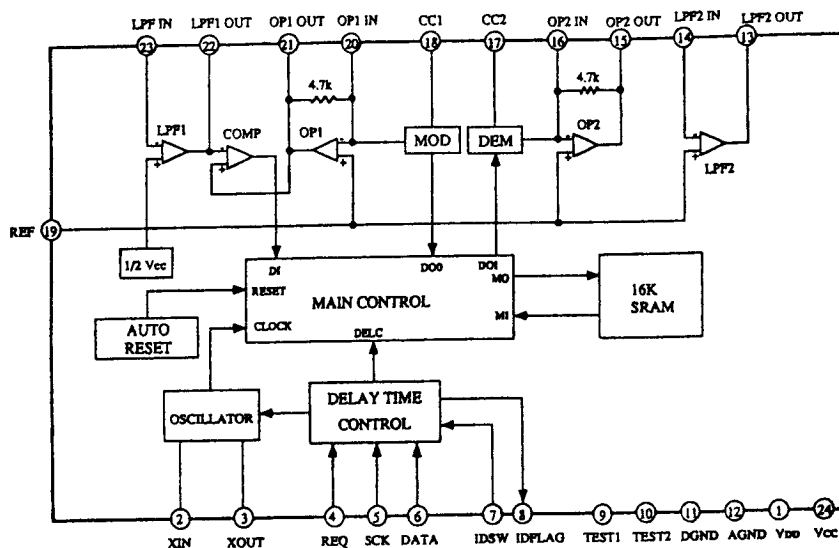 LPF IN LPF1 OUT OP1 OUT OP1 IN CC1 CC2 OP2 IN OP2 OUT LPF2 IN LPF2 OUT
23 22 21 20 18 17 16 15 14 13
4.7k 4.7k
LPF1 COMP OP1 MOD DEM OP2 LPF2
REF 19
1/2 Vcc
DI DO0 DOI
MO
RESET
MAIN CONTROL
16K
SRAM
AUTO
RESET
CLOCK
MI
DELC
OSCILLATOR
DELAY TIME
CONTROL
2 3 4 5 6 7 8 9 10 11 12 1 24
XIN XOUT REQ SCK DATA IDSW IDFLAG TEST1 TEST2 DGND AGND VDD VCC